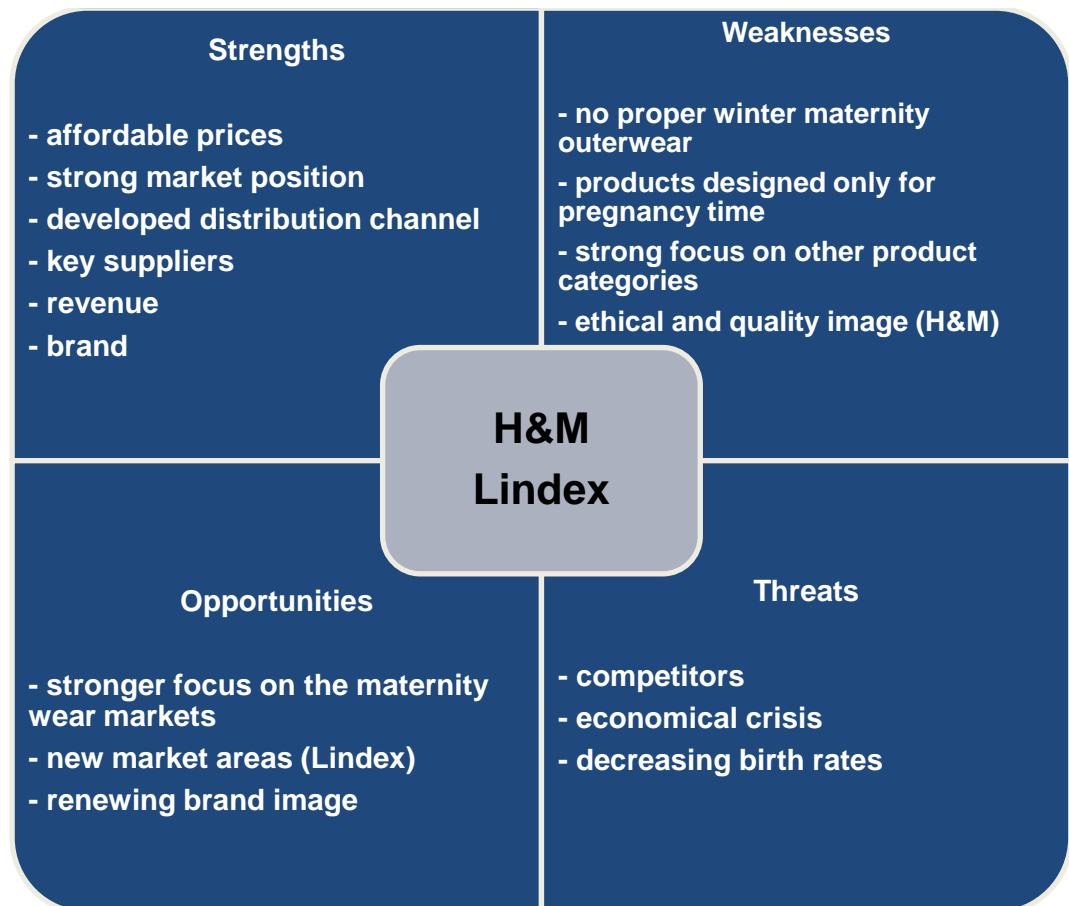 Strengths
- affordable prices
- strong market position
- developed distribution channel
- key suppliers
- revenue
- brand
Weaknesses
- no proper winter maternity
outerwear
- products designed only for
pregnancy time
- strong focus on other product
categories
- ethical and quality image (H&M)
H&M
Lindex
Opportunities
- stronger focus on the maternity
wear markets
- new market areas (Lindex)
- renewing brand image
Threats
- competitors
- economical crisis
- decreasing birth rates